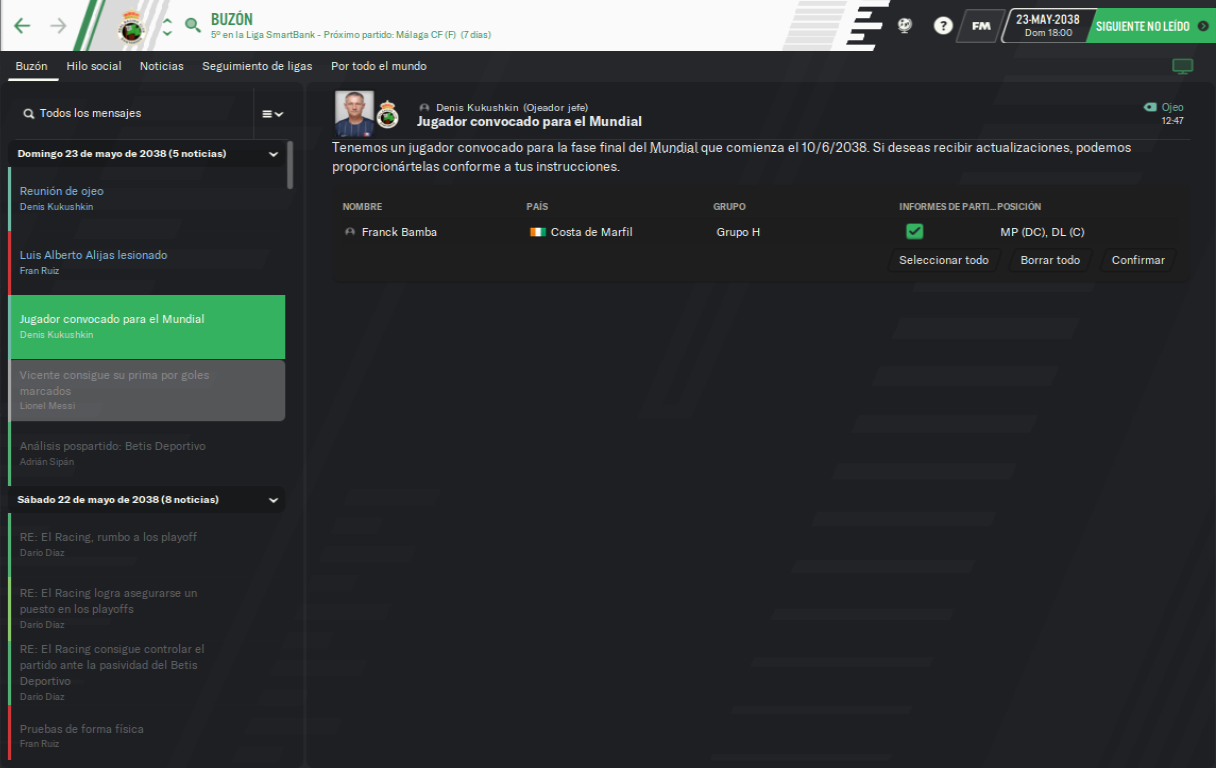 BUZÓN
5º en la Liga SmartBank - Próximo partido: Málaga CF (F) (7 días)
?
FM
23-MAY-2038
Dom 18:00
SIGUIENTE NO LEÍDO
Buzón
Hilo social
Noticias
Seguimiento de ligas
Por todo el mundo
Todos los mensajes
Domingo 23 de mayo de 2038 (5 noticias)
Reunión de ojeo
Denis Kukushkin
Luis Alberto Alijas lesionado
Fran Ruiz
Jugador convocado para el Mundial
Denis Kukushkin
Vicente consigue su prima por goles
marcados
Lionel Messi
Análisis pospartido: Betis Deportivo
Adrián Sipán
Sábado 22 de mayo de 2038 (8 noticias)
RE: El Racing, rumbo a los playoff
Darío Díaz
RE: El Racing logra asegurarse un
puesto en los playoffs
Darío Díaz
RE: El Racing consigue controlar el
partido ante la pasividad del Betis
Deportivo
Darío Díaz
Pruebas de forma física
Fran Ruiz
Denis Kukushkin (Ojeador jefe)
Jugador convocado para el Mundial
Ojeo
12:47
Tenemos un jugador convocado para la fase final del Mundial que comienza el 10/6/2038. Si deseas recibir actualizaciones, podemos
proporcionártelas conforme a tus instrucciones.
NOMBRE PAÍS GRUPO INFORMES DE PARTI... POSICIÓN
Franck Bamba Costa de Marfil Grupo H MP (DC), DL (C)
Seleccionar todo Borrar todo Confirmar